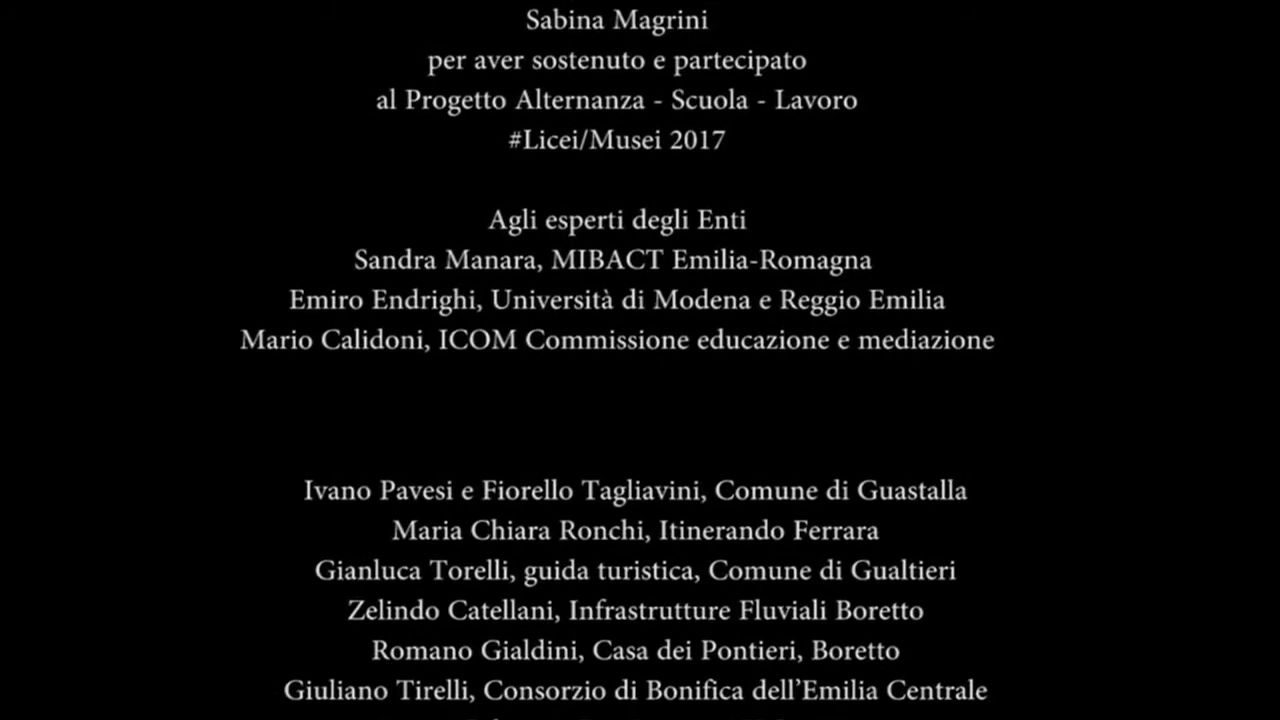 Sabina Magrini
per aver sostenuto e partecipato
al Progetto Alternanza - Scuola - Lavoro
#Licei/Musei 2017
Agli esperti degli Enti
Sandra Manara, MIBACT Emilia-Romagna
Emiro Endrighi, Università di Modena e Reggio Emilia
Mario Calidoni, ICOM Commissione educazione e mediazione
Ivano Pavesi e Fiorello Tagliavini, Comune di Guastalla
Maria Chiara Ronchi, Itinerando Ferrara
Gianluca Torelli, guida turistica, Comune di Gualtieri
Zelindo Catellani, Infrastrutture Fluviali Boretto
Romano Gialdini, Casa dei Pontieri, Boretto
Giuliano Tirelli, Consorzio di Bonifica dell’Emilia Centrale